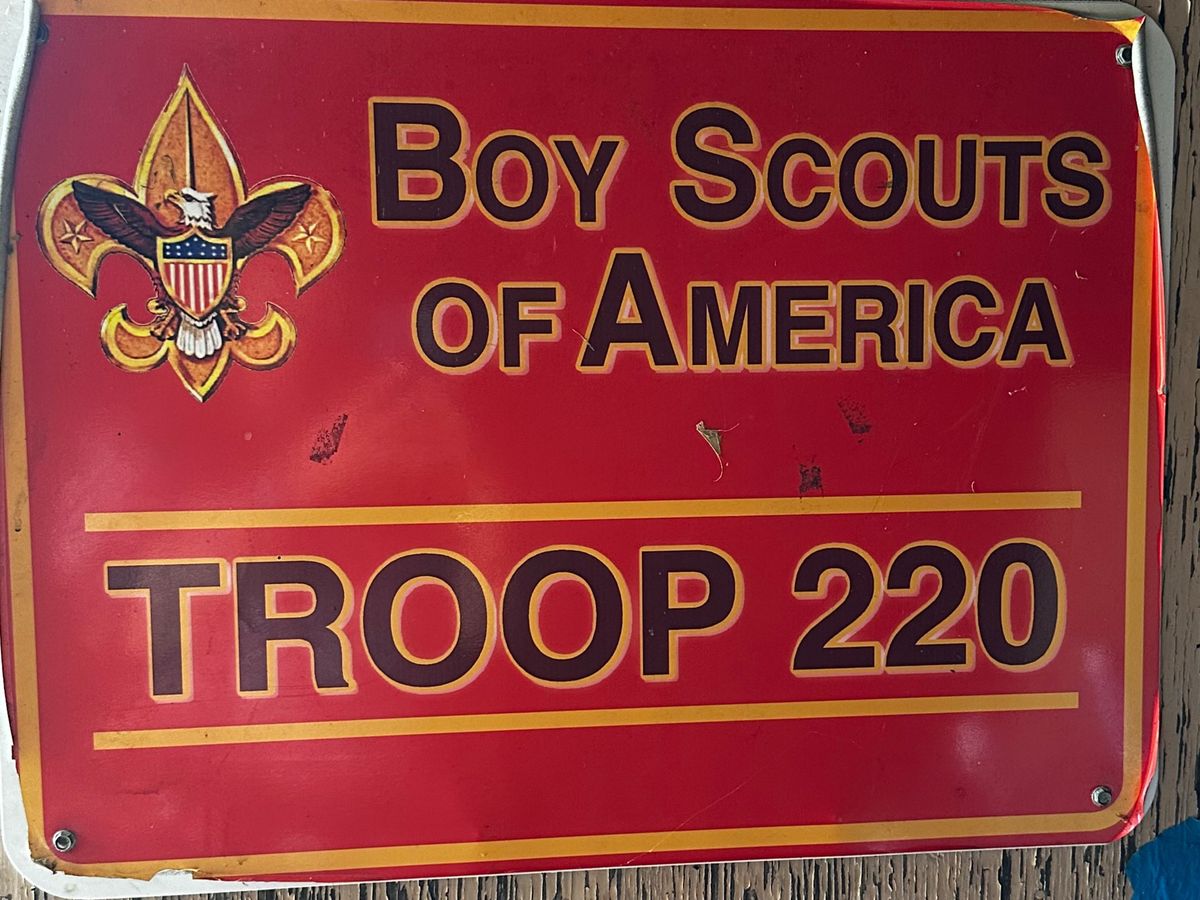 BOY SCOUTS
OF AMERICA
TROOP 220